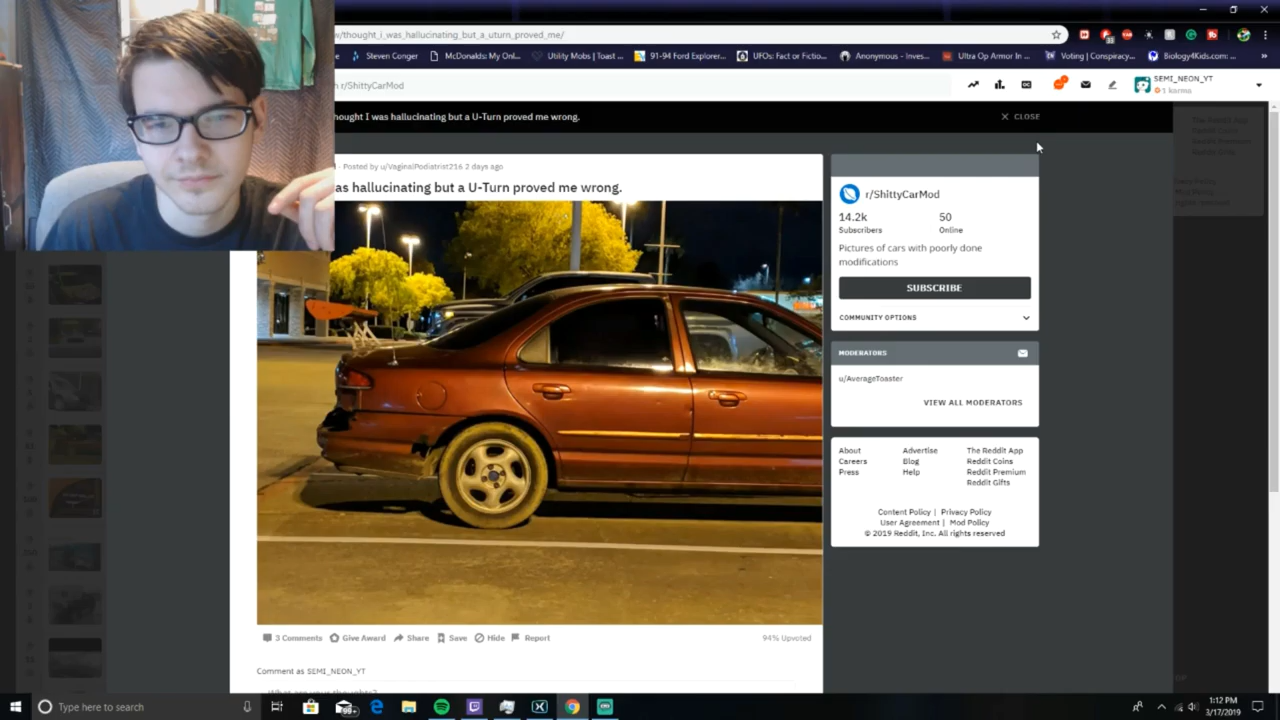 w/thought_i_was_hallucinating_but_a_uturn_proved_me/
Steven Conger
McDonalds: My Onl...
Utility Mobs | Toast ...
91-94 Ford Explorer...
UFOs: Fact or Fictio...
Anonymous - Inves...
Ultra Op Armor In ...
Voting | Conspiracy...
Biology4Kids.com: ...
r/ShittyCarMod
SEMI_NEON_YT
1 karma
hought I was hallucinating but a U-Turn proved me wrong.
CLOSE
Posted by u/VaginalPodiatrist216 2 days ago
as hallucinating but a U-Turn proved me wrong.
r/ShittyCarMod
14.2k 50
Subscribers Online
Pictures of cars with poorly done
modifications
SUBSCRIBE
COMMUNITY OPTIONS
MODERATORS
u/AverageToaster
VIEW ALL MODERATORS
About Advertise The Reddit App
Careers Blog Reddit Coins
Press Help Reddit Premium
Reddit Gifts
Content Policy | Privacy Policy
User Agreement | Mod Policy
© 2019 Reddit, Inc. All rights reserved
3 Comments Give Award Share Save Hide Report 94% Upvoted
Comment as SEMI_NEON_YT
What are your thoughts?
Type here to search
99+
1:12 PM
3/17/2019